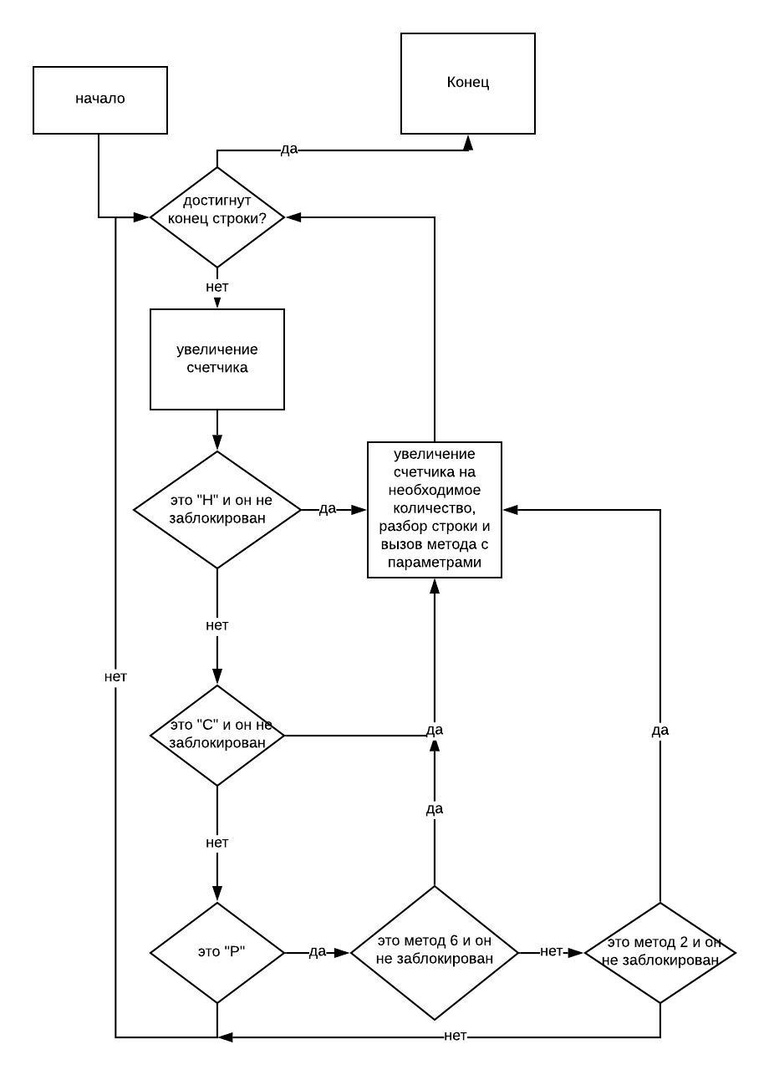 начало
Конец
да
достигнут
конец строки?
нет
увеличение
счетчика
это "Н" и он не
заблокирован
да
увеличение
счетчика на
необходимое
количество,
разбор строки и
вызов метода с
параметрами
нет
нет
это "С" и он не
заблокирован
да
да
да
нет
это "Р"
да
это метод 6 и он
не заблокирован
нет
это метод 2 и он
не заблокирован
нет